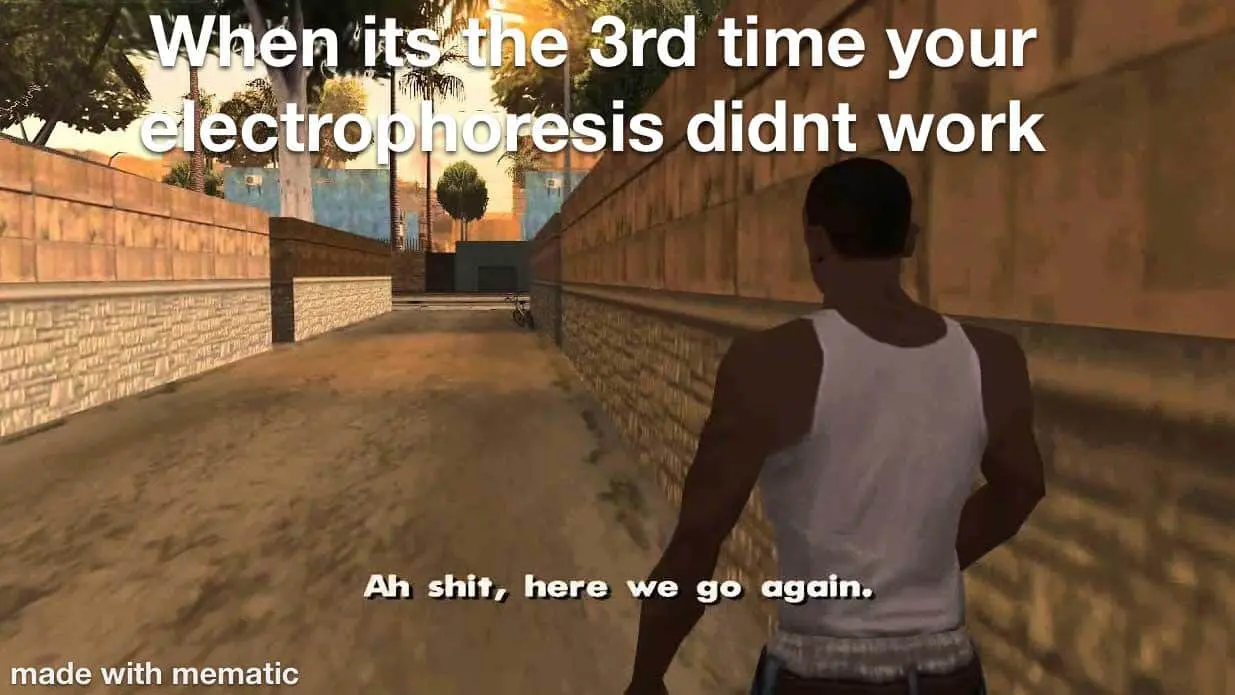 When its the 3rd time your
electrophoresis didnt work
Ah shit, here we go again.
made with mematic